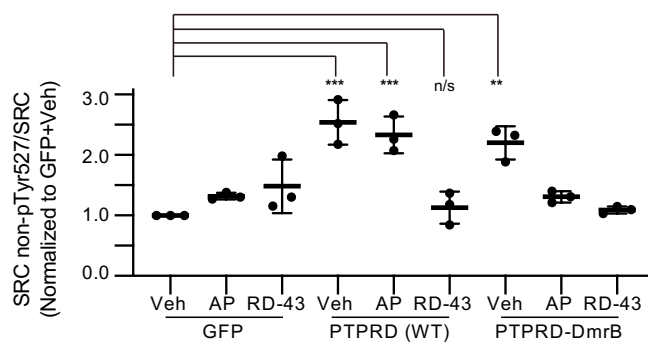 *** *** n/s **
SRC non-pTyr527/SRC
(Normalized to GFP+Veh)
3.0
2.0
1.0
0.0
Veh AP RD-43 Veh AP RD-43 Veh AP RD-43
GFP PTPRD (WT) PTPRD-DmrB